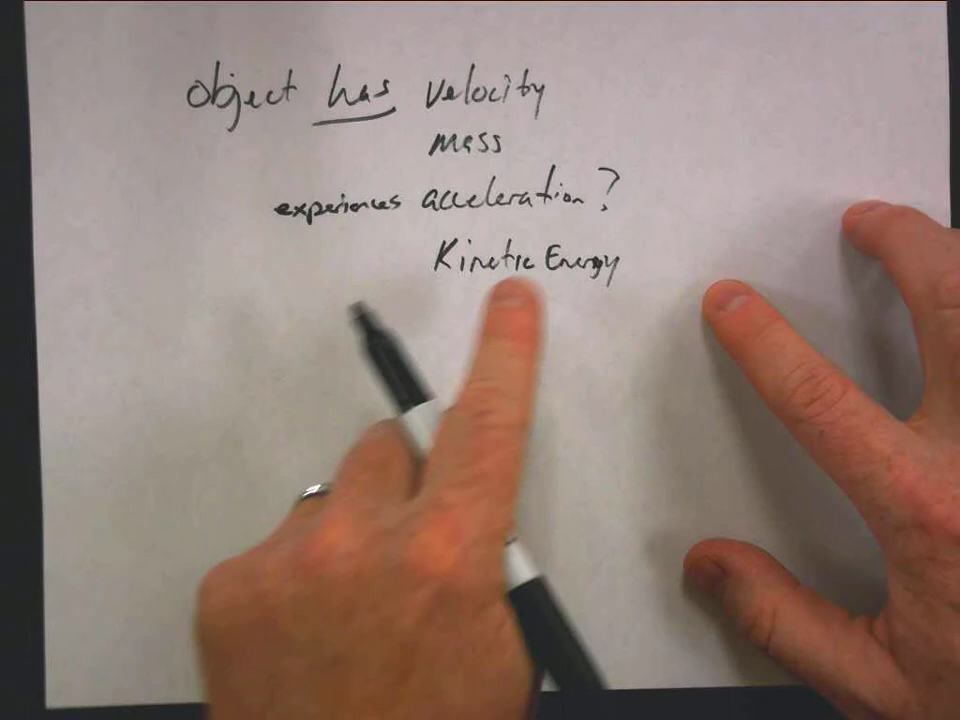 object has velocity
mass
experiences acceleration?
Kinetic Energy